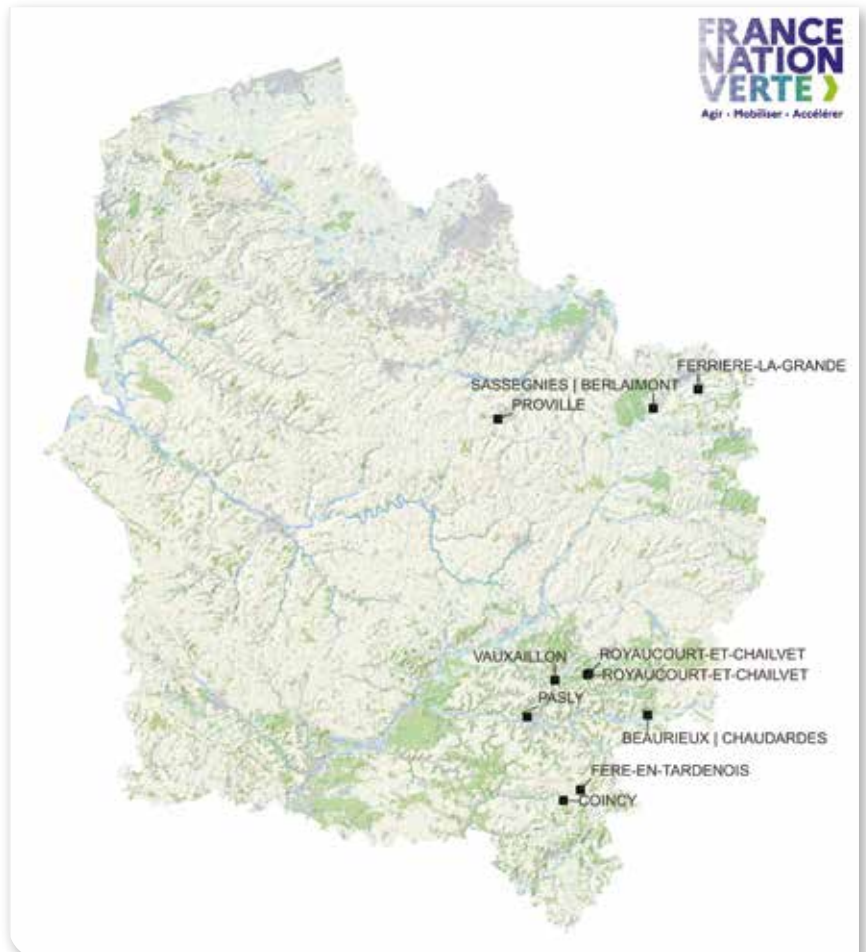 FRANCE
NATION
VERTE
Agir • Mobiliser • Accélérer
FERRIERE-LA-GRANDE
SASSEGNIES | BERLAIMONT
PROVILLE
VAUXAILLON
ROYAUCOURT-ET-CHAILVET
ROYAUCOURT-ET-CHAILVET
PASLY
BEAURIEUX | CHAUDARDES
FERE-EN-TARDENOIS
COINCY